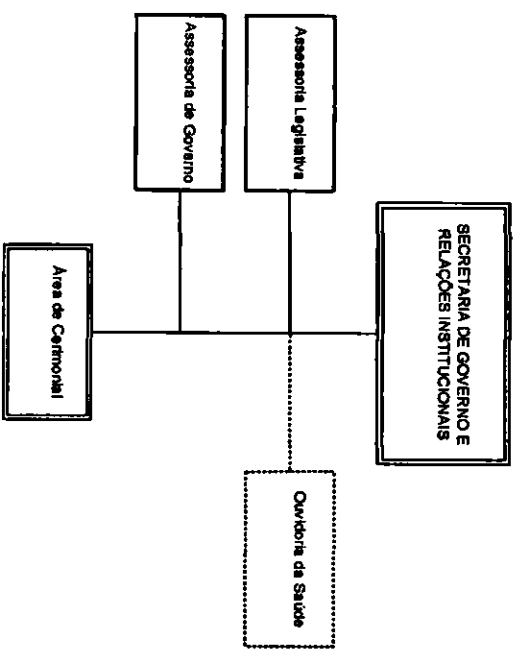 SECRETARIA DE GOVERNO E
RELAÇÕES INSTITUCIONAIS
Assessoria Legislativa
Ouvidoria da Saúde
Assessoria de Governo
Área de Cerimonial